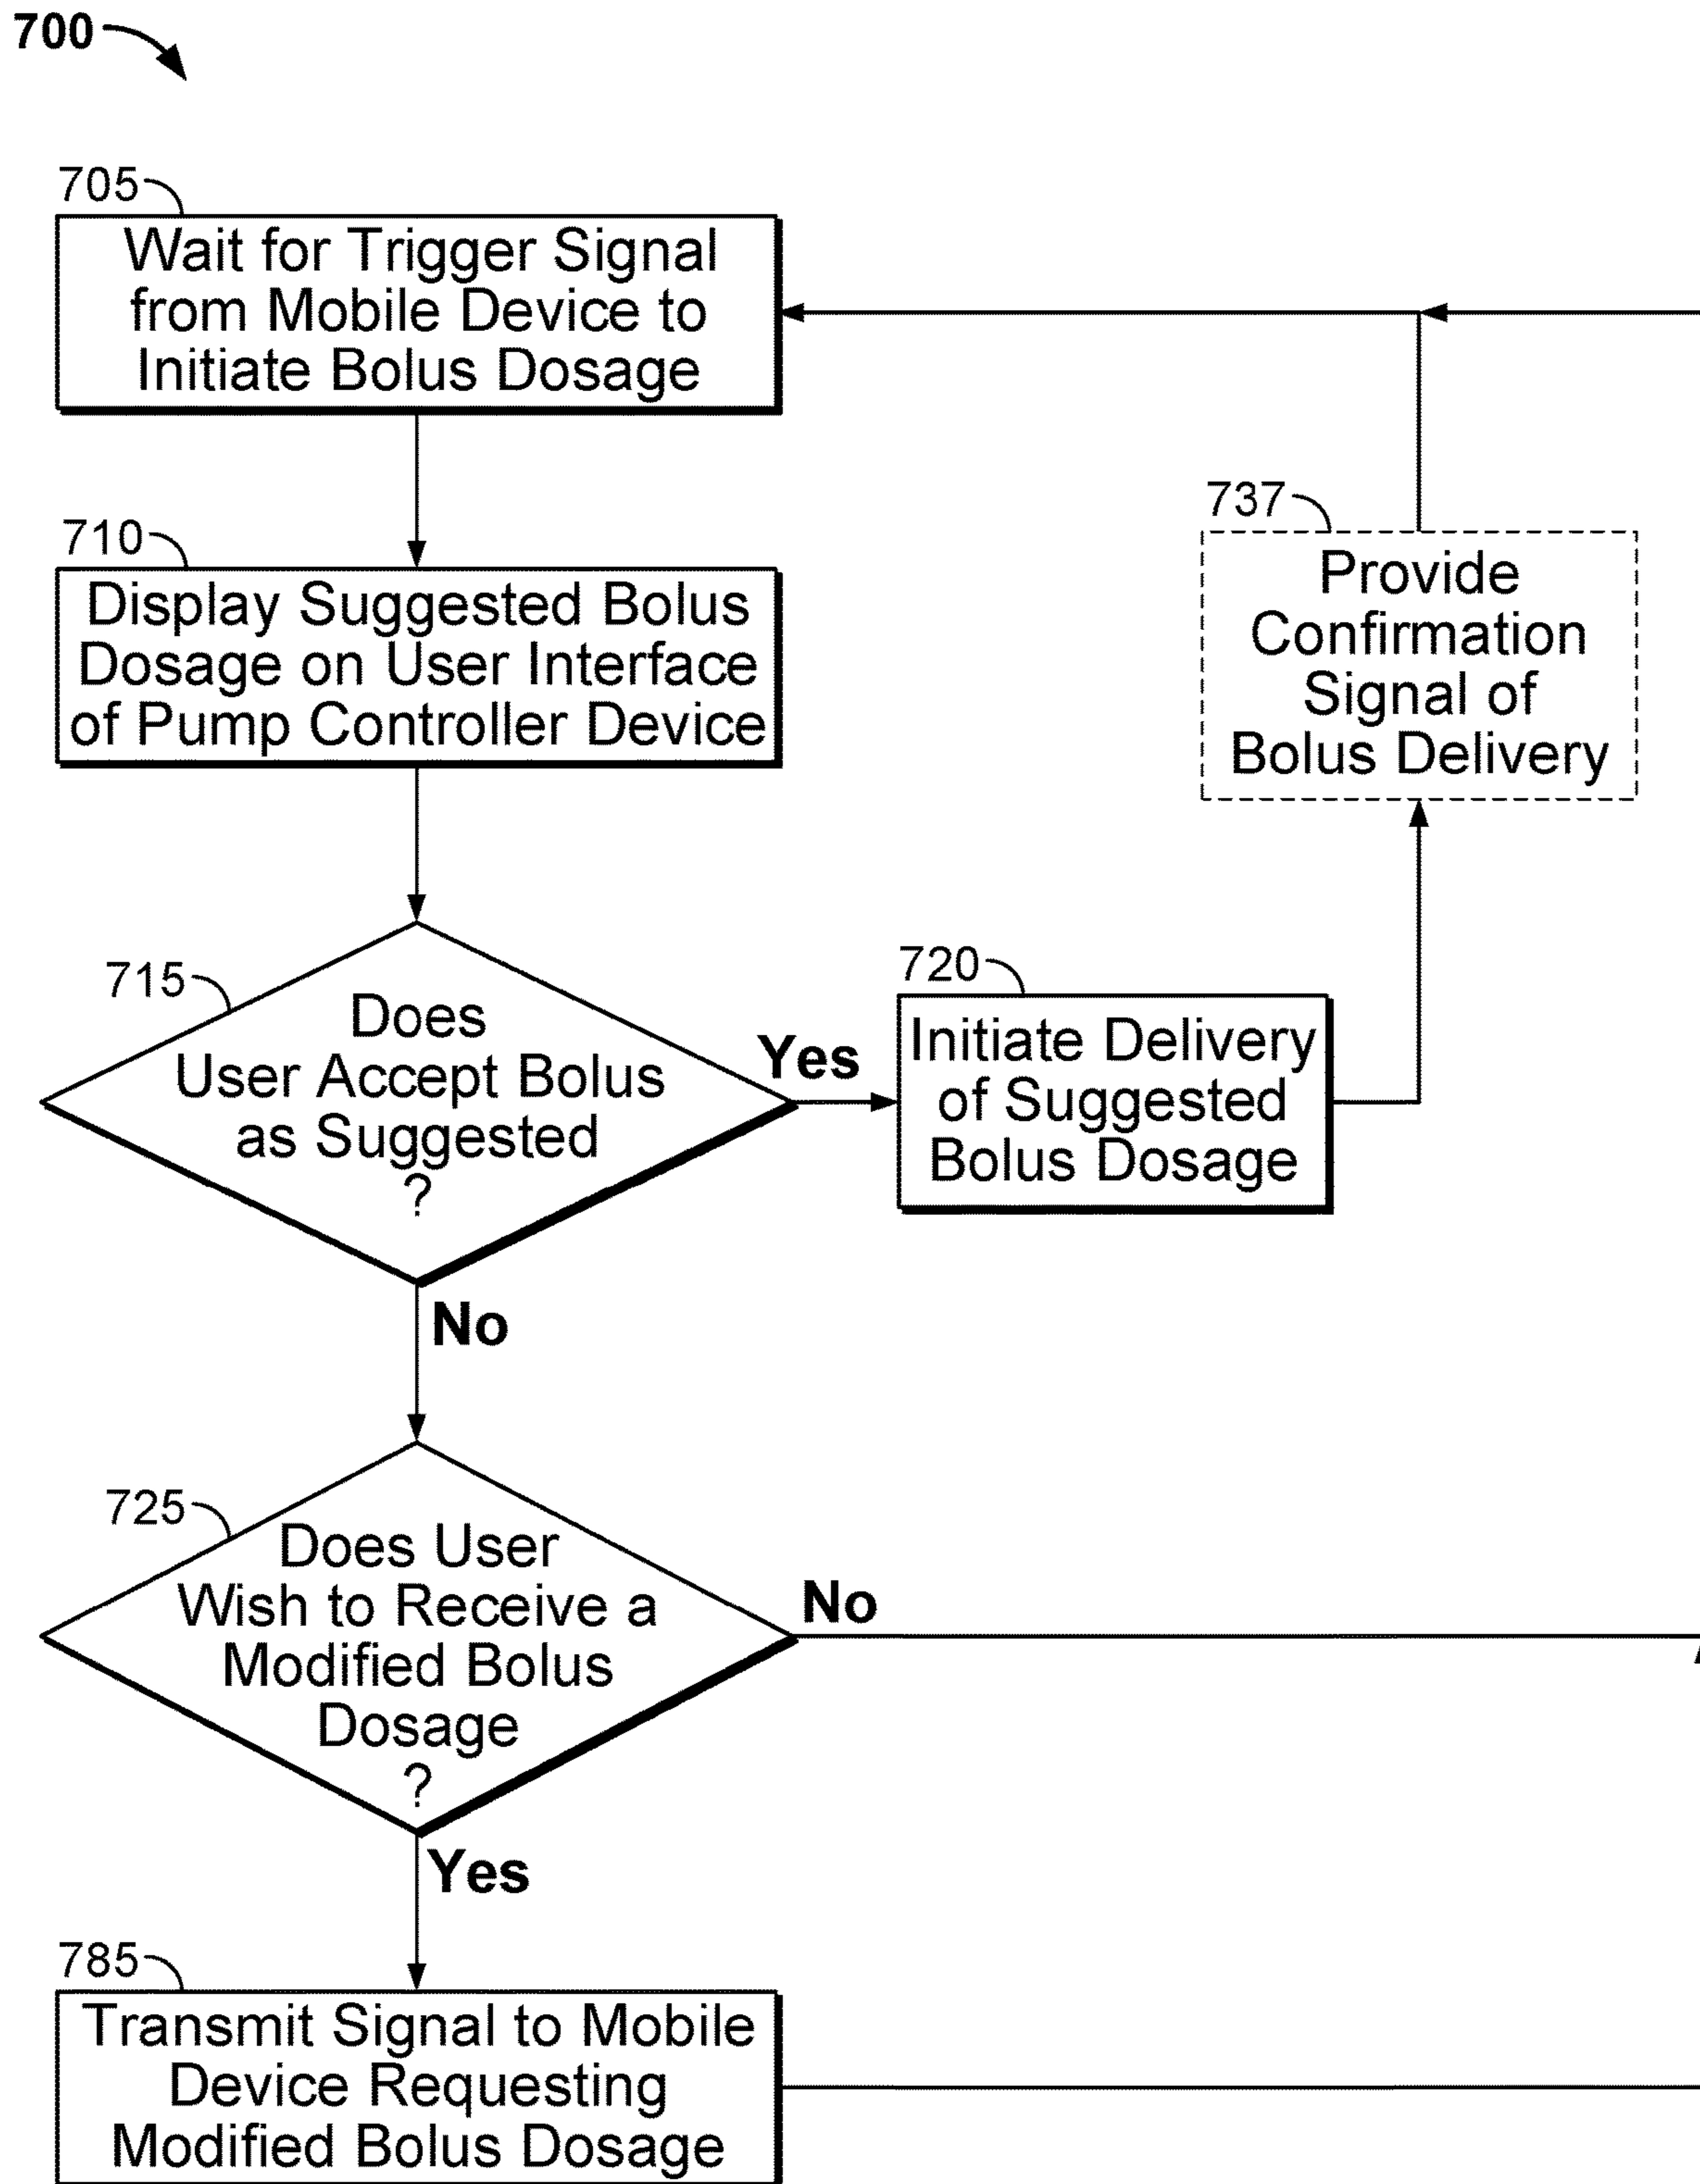 700
705
Wait for Trigger Signal
from Mobile Device to
Initiate Bolus Dosage
710
Display Suggested Bolus
Dosage on User Interface
of Pump Controller Device
737
Provide
Confirmation
Signal of
Bolus Delivery
715
Does
User Accept Bolus
as Suggested
?
Yes
720
Initiate Delivery
of Suggested
Bolus Dosage
No
725
Does User
Wish to Receive a
Modified Bolus
Dosage
?
No
Yes
785
Transmit Signal to Mobile
Device Requesting
Modified Bolus Dosage